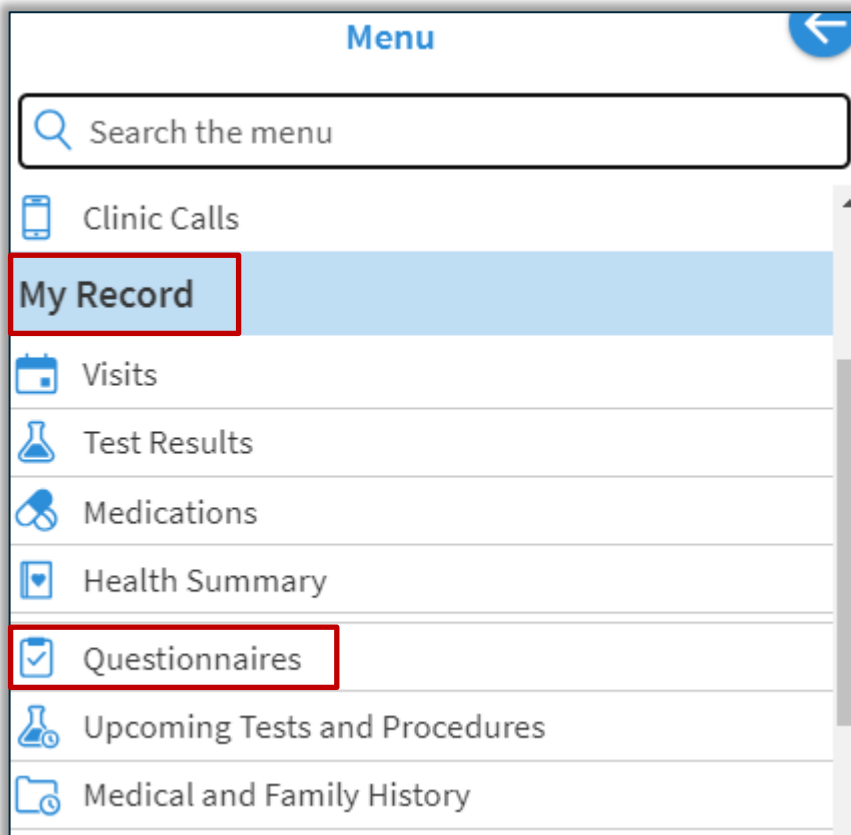 Menu
Search the menu
Clinic Calls
My Record
Visits
Test Results
Medications
Health Summary
Questionnaires
Upcoming Tests and Procedures
Medical and Family History